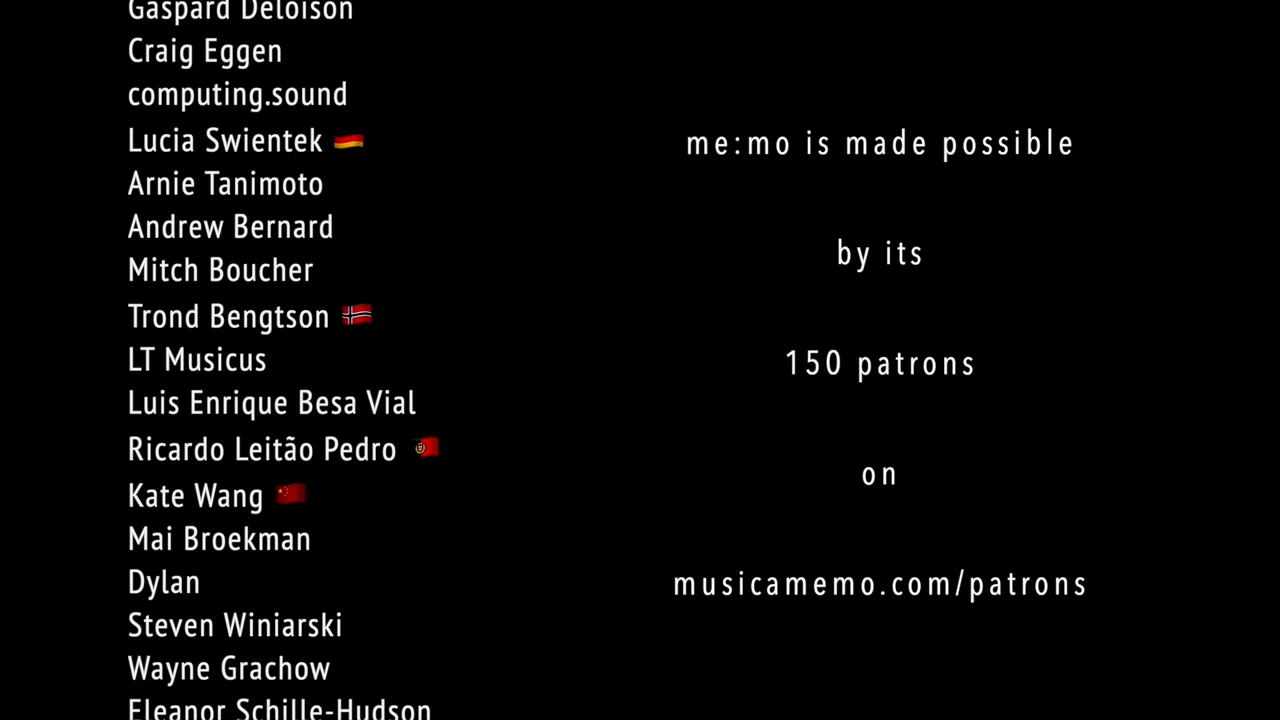 Gaspard Deloison
Craig Eggen
computing.sound
Lucia Swientek 🇩🇪
Arnie Tanimoto
Andrew Bernard
Mitch Boucher
Trond Bengtson 🇳🇴
LT Musicus
Luis Enrique Besa Vial
Ricardo Leitão Pedro 🇵🇹
Kate Wang 🇨🇳
Mai Broekman
Dylan
Steven Winiarski
Wayne Grachow
Eleanor Schille-Hudson
me:mo is made possible
by its
150 patrons
on
musicamemo.com/patrons